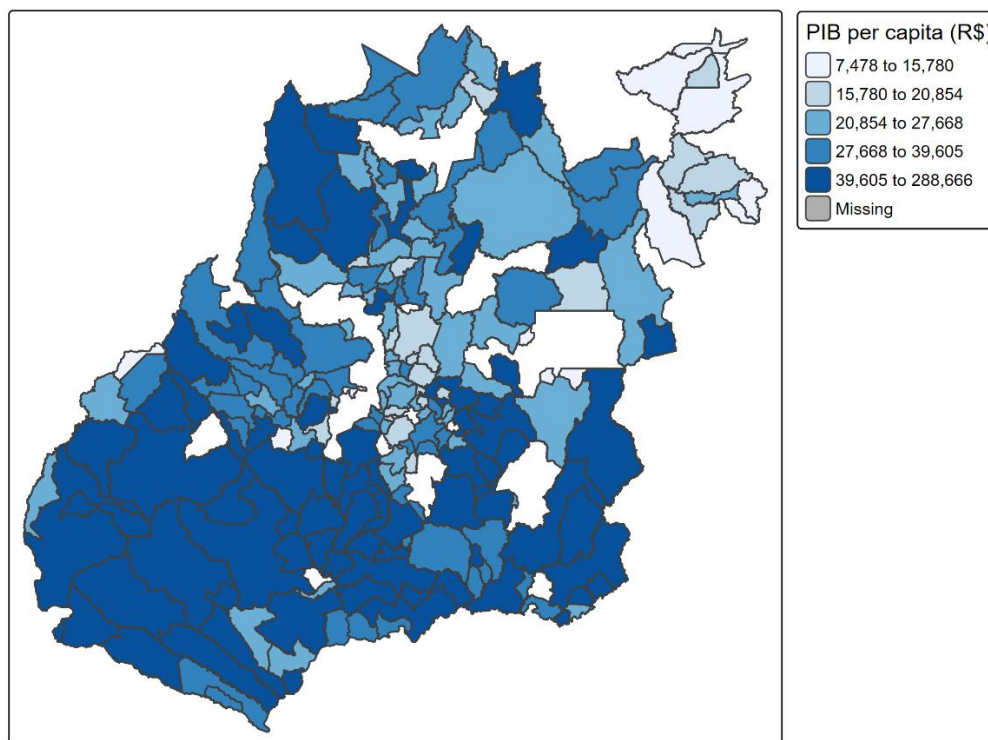 PIB per capita (R$)
7,478 to 15,780
15,780 to 20,854
20,854 to 27,668
27,668 to 39,605
39,605 to 288,666
Missing